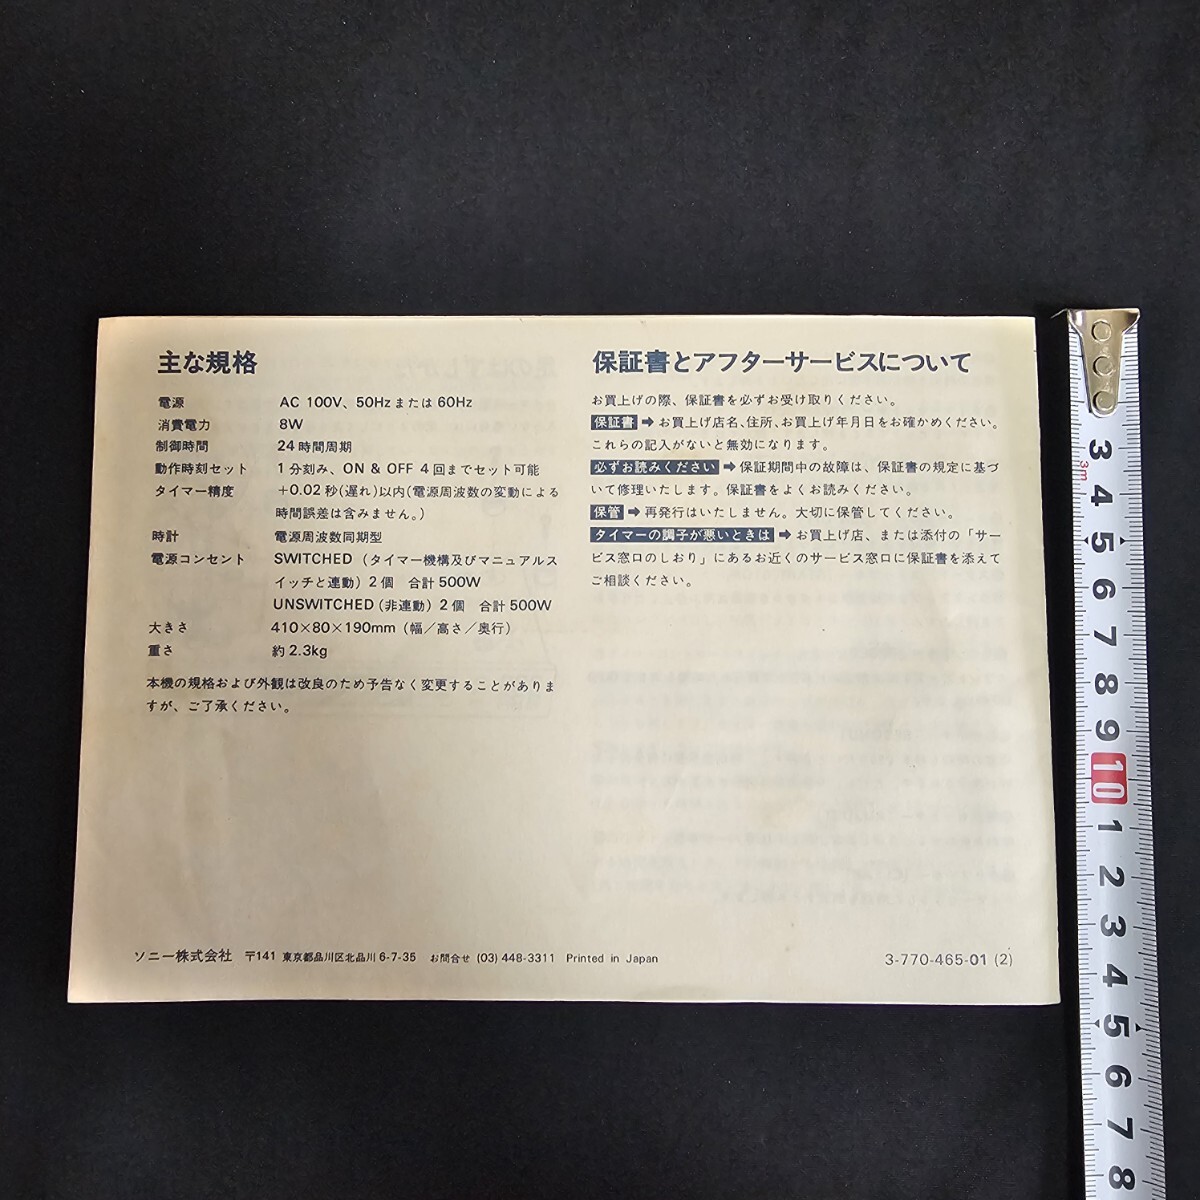 主な規格
電源 AC 100V、50Hzまたは60Hz
消費電力 8W
制御時間 24時間周期
動作時刻セット 1分刻み、ON & OFF 4回までセット可能
タイマー精度 +0.02秒(遅れ)以内(電源周波数の変動による
時間誤差は含みません。)
時計 電源周波数同期型
電源コンセント SWITCHED (タイマー機構及びマニュアルス
イッチと連動) 2個 合計500W
UNSWITCHED (非連動) 2個 合計500W
大きさ 410×80×190mm (幅/高さ/奥行)
重さ 約2.3kg
本機の規格および外観は改良のため予告なく変更することがありま
すが、ご了承ください。
保証書とアフターサービスについて
お買上げの際、保証書を必ずお受け取りください。
保証書 ➡ お買上げ店名、住所、お買上げ年月日をお確かめください。
これらの記入がないと無効になります。
必ずお読みください ➡ 保証期間中の故障は、保証書の規定に基づ
いて修理いたします。保証書をよくお読みください。
保管 ➡ 再発行はいたしません。大切に保管してください。
タイマーの調子が悪いときは ➡ お買上げ店、または添付の「サー
ビス窓口のしおり」にあるお近くのサービス窓口に保証書を添えて
ご相談ください。
ソニー株式会社 〒141 東京都品川区北品川6-7-35 お問合せ (03) 448-3311 Printed in Japan
3-770-465-01 (2)
3
3m
4
5
6
7
8
9
10
1
2
3
4
5
6
7
8